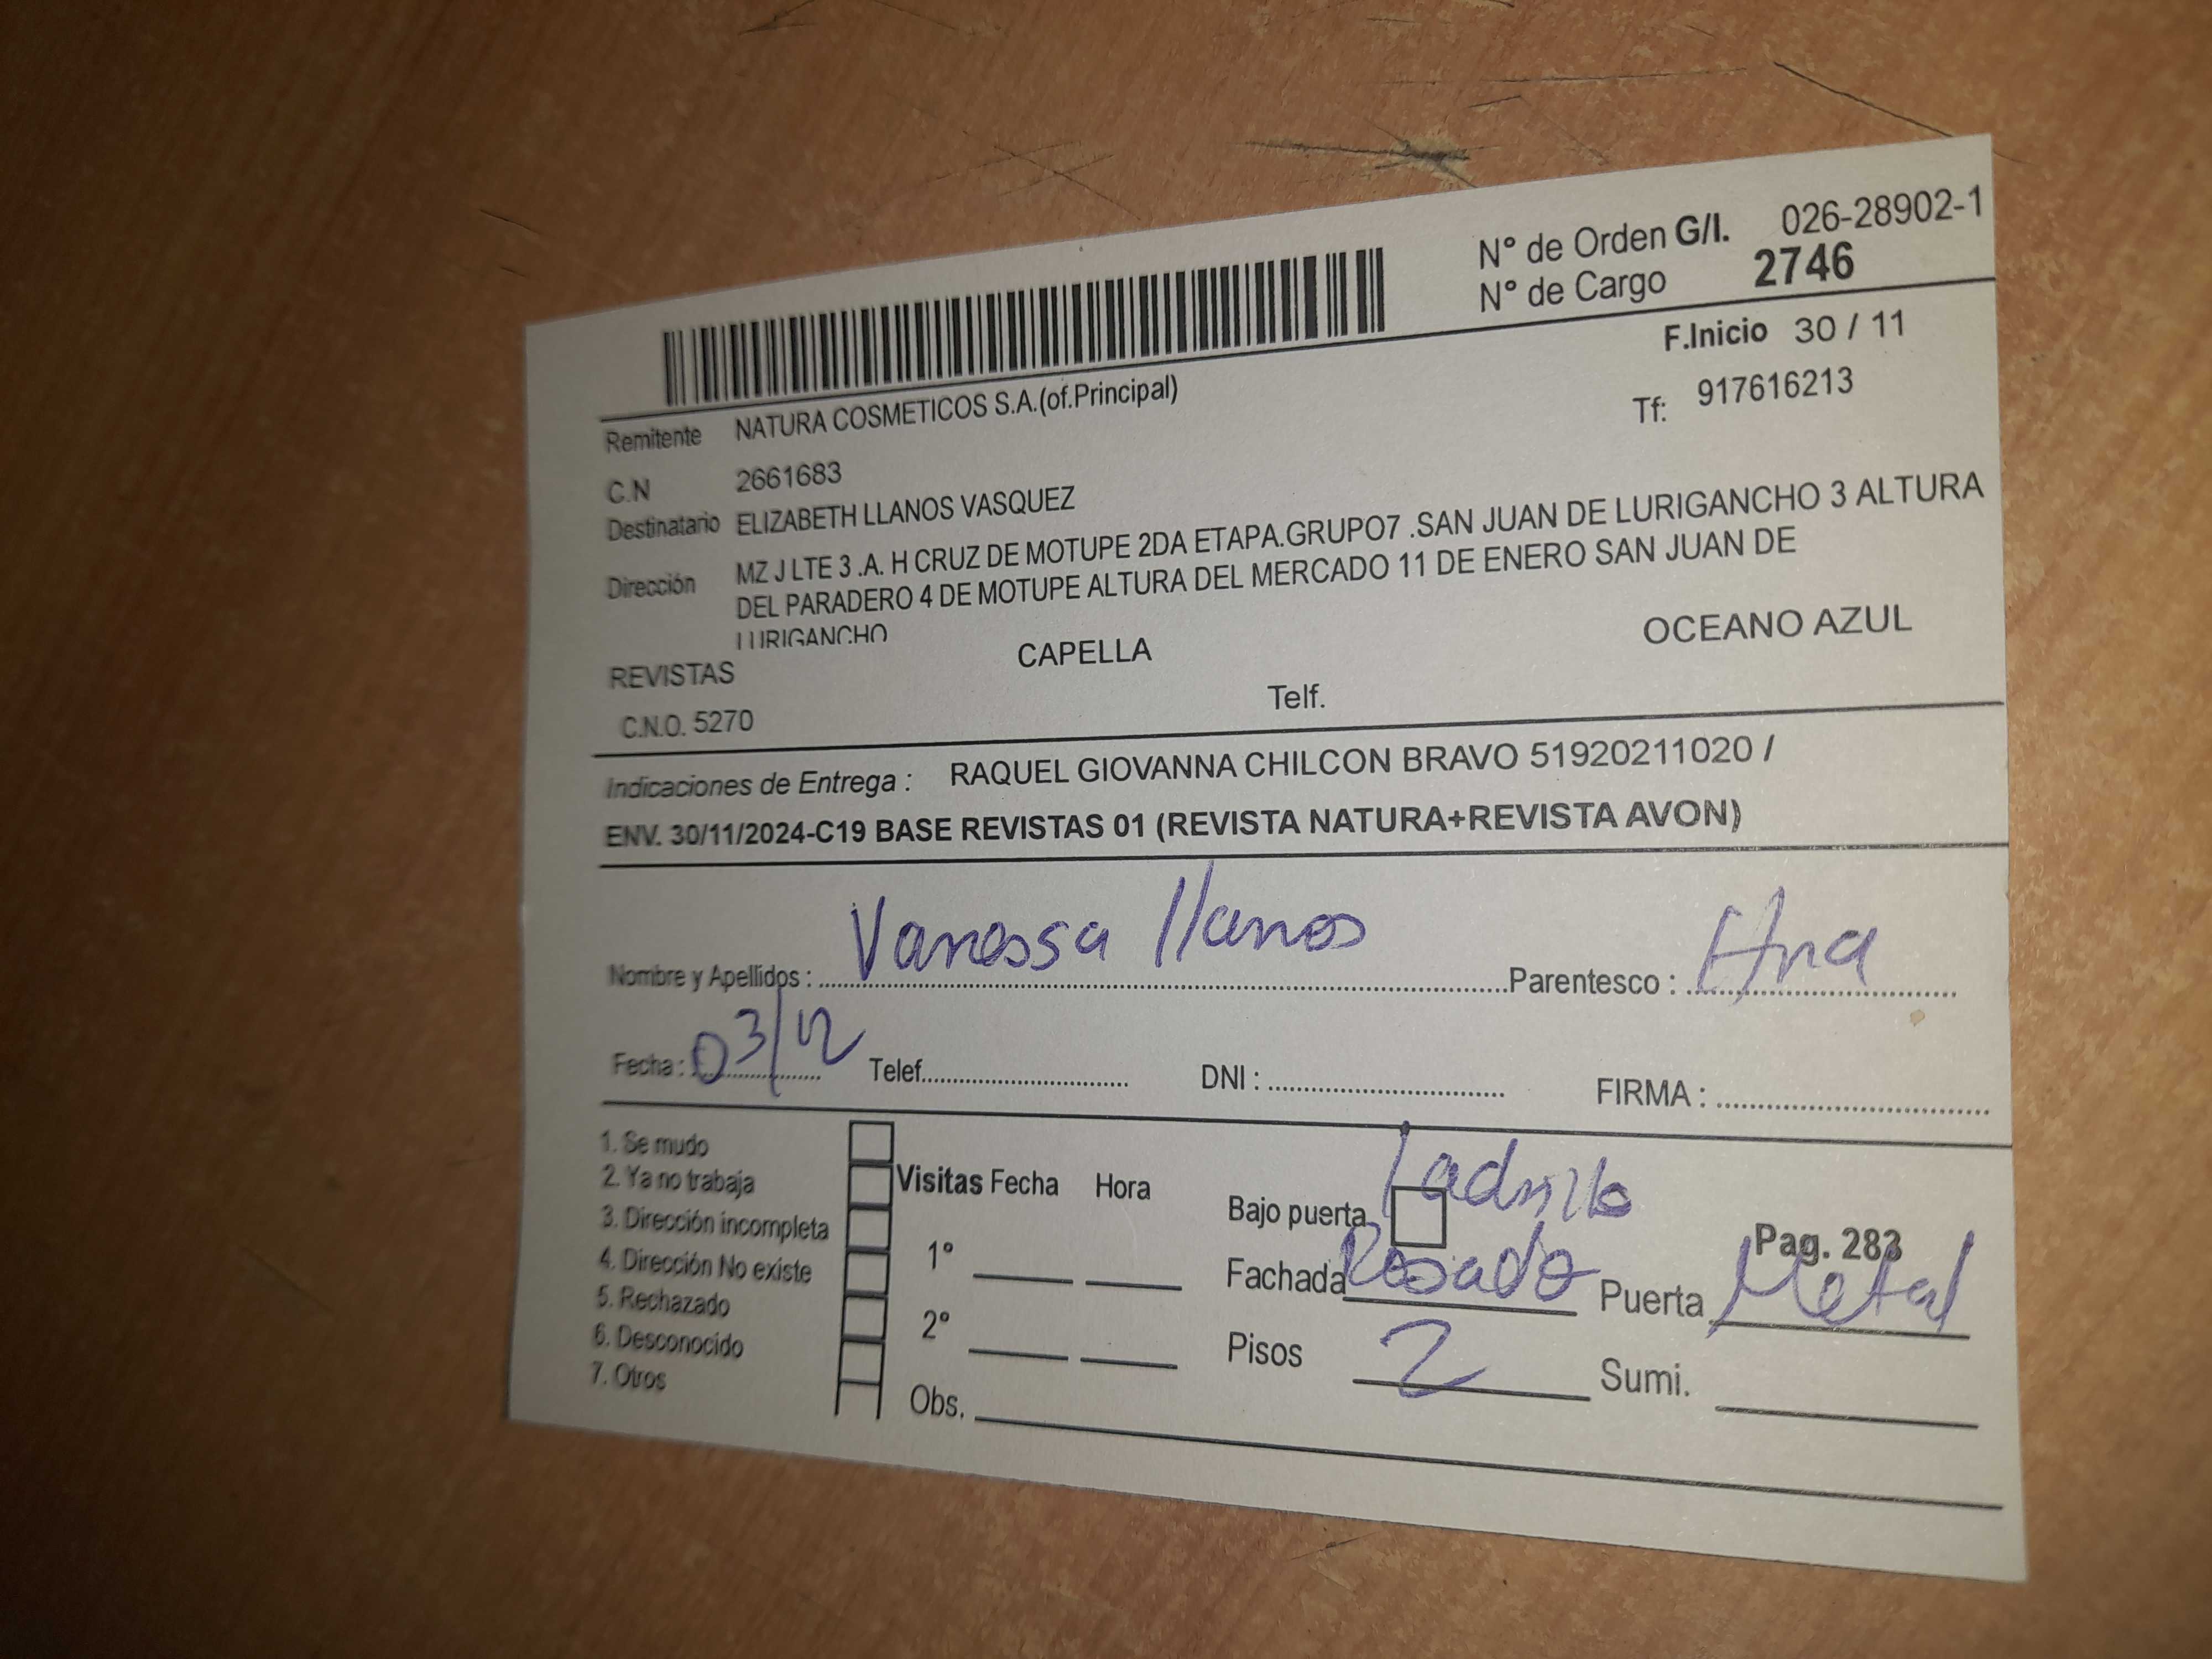 N° de Orden G/I. 026-28902-1
N° de Cargo 2746
F.Inicio 30 / 11
Remitente NATURA COSMETICOS S.A.(of.Principal)
Tf: 917616213
C.N 2661683
Destinatario ELIZABETH LLANOS VASQUEZ
Dirección MZ J LTE 3 .A. H CRUZ DE MOTUPE 2DA ETAPA.GRUPO7 .SAN JUAN DE LURIGANCHO 3 ALTURA
DEL PARADERO 4 DE MOTUPE ALTURA DEL MERCADO 11 DE ENERO SAN JUAN DE
LURIGANCHO
REVISTAS CAPELLA OCEANO AZUL
C.N.O. 5270 Telf.
Indicaciones de Entrega : RAQUEL GIOVANNA CHILCON BRAVO 51920211020 /
ENV. 30/11/2024-C19 BASE REVISTAS 01 (REVISTA NATURA+REVISTA AVON)
Nombre y Apellidos : Vanessa llanos Parentesco : Hna
Fecha : 03/12 Telef. DNI : FIRMA :
1. Se mudo
2. Ya no trabaja
3. Dirección incompleta
4. Dirección No existe
5. Rechazado
6. Desconocido
7. Otros
Visitas Fecha Hora
1°
2°
Obs.
Bajo puerta Ladrillo
Pag. 283
Fachada Rosado Puerta Metal
Pisos 2 Sumi.